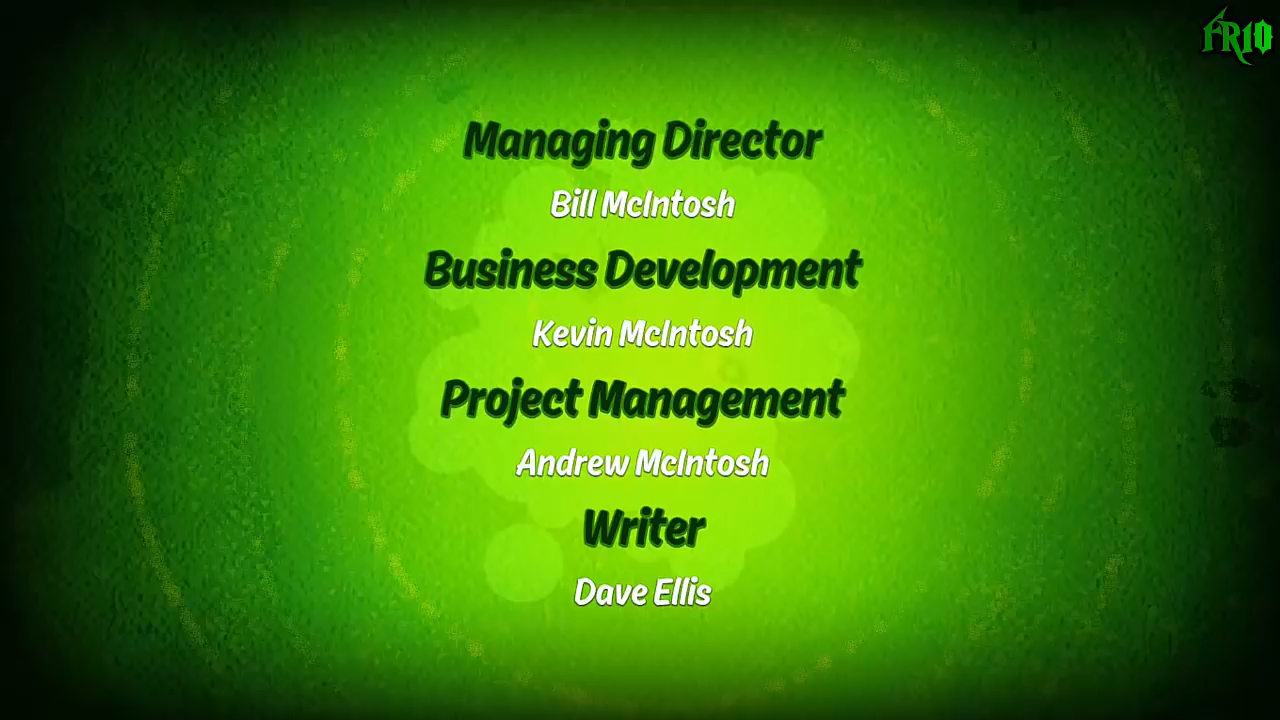 FR10
Managing Director
Bill McIntosh
Business Development
Kevin McIntosh
Project Management
Andrew McIntosh
Writer
Dave Ellis